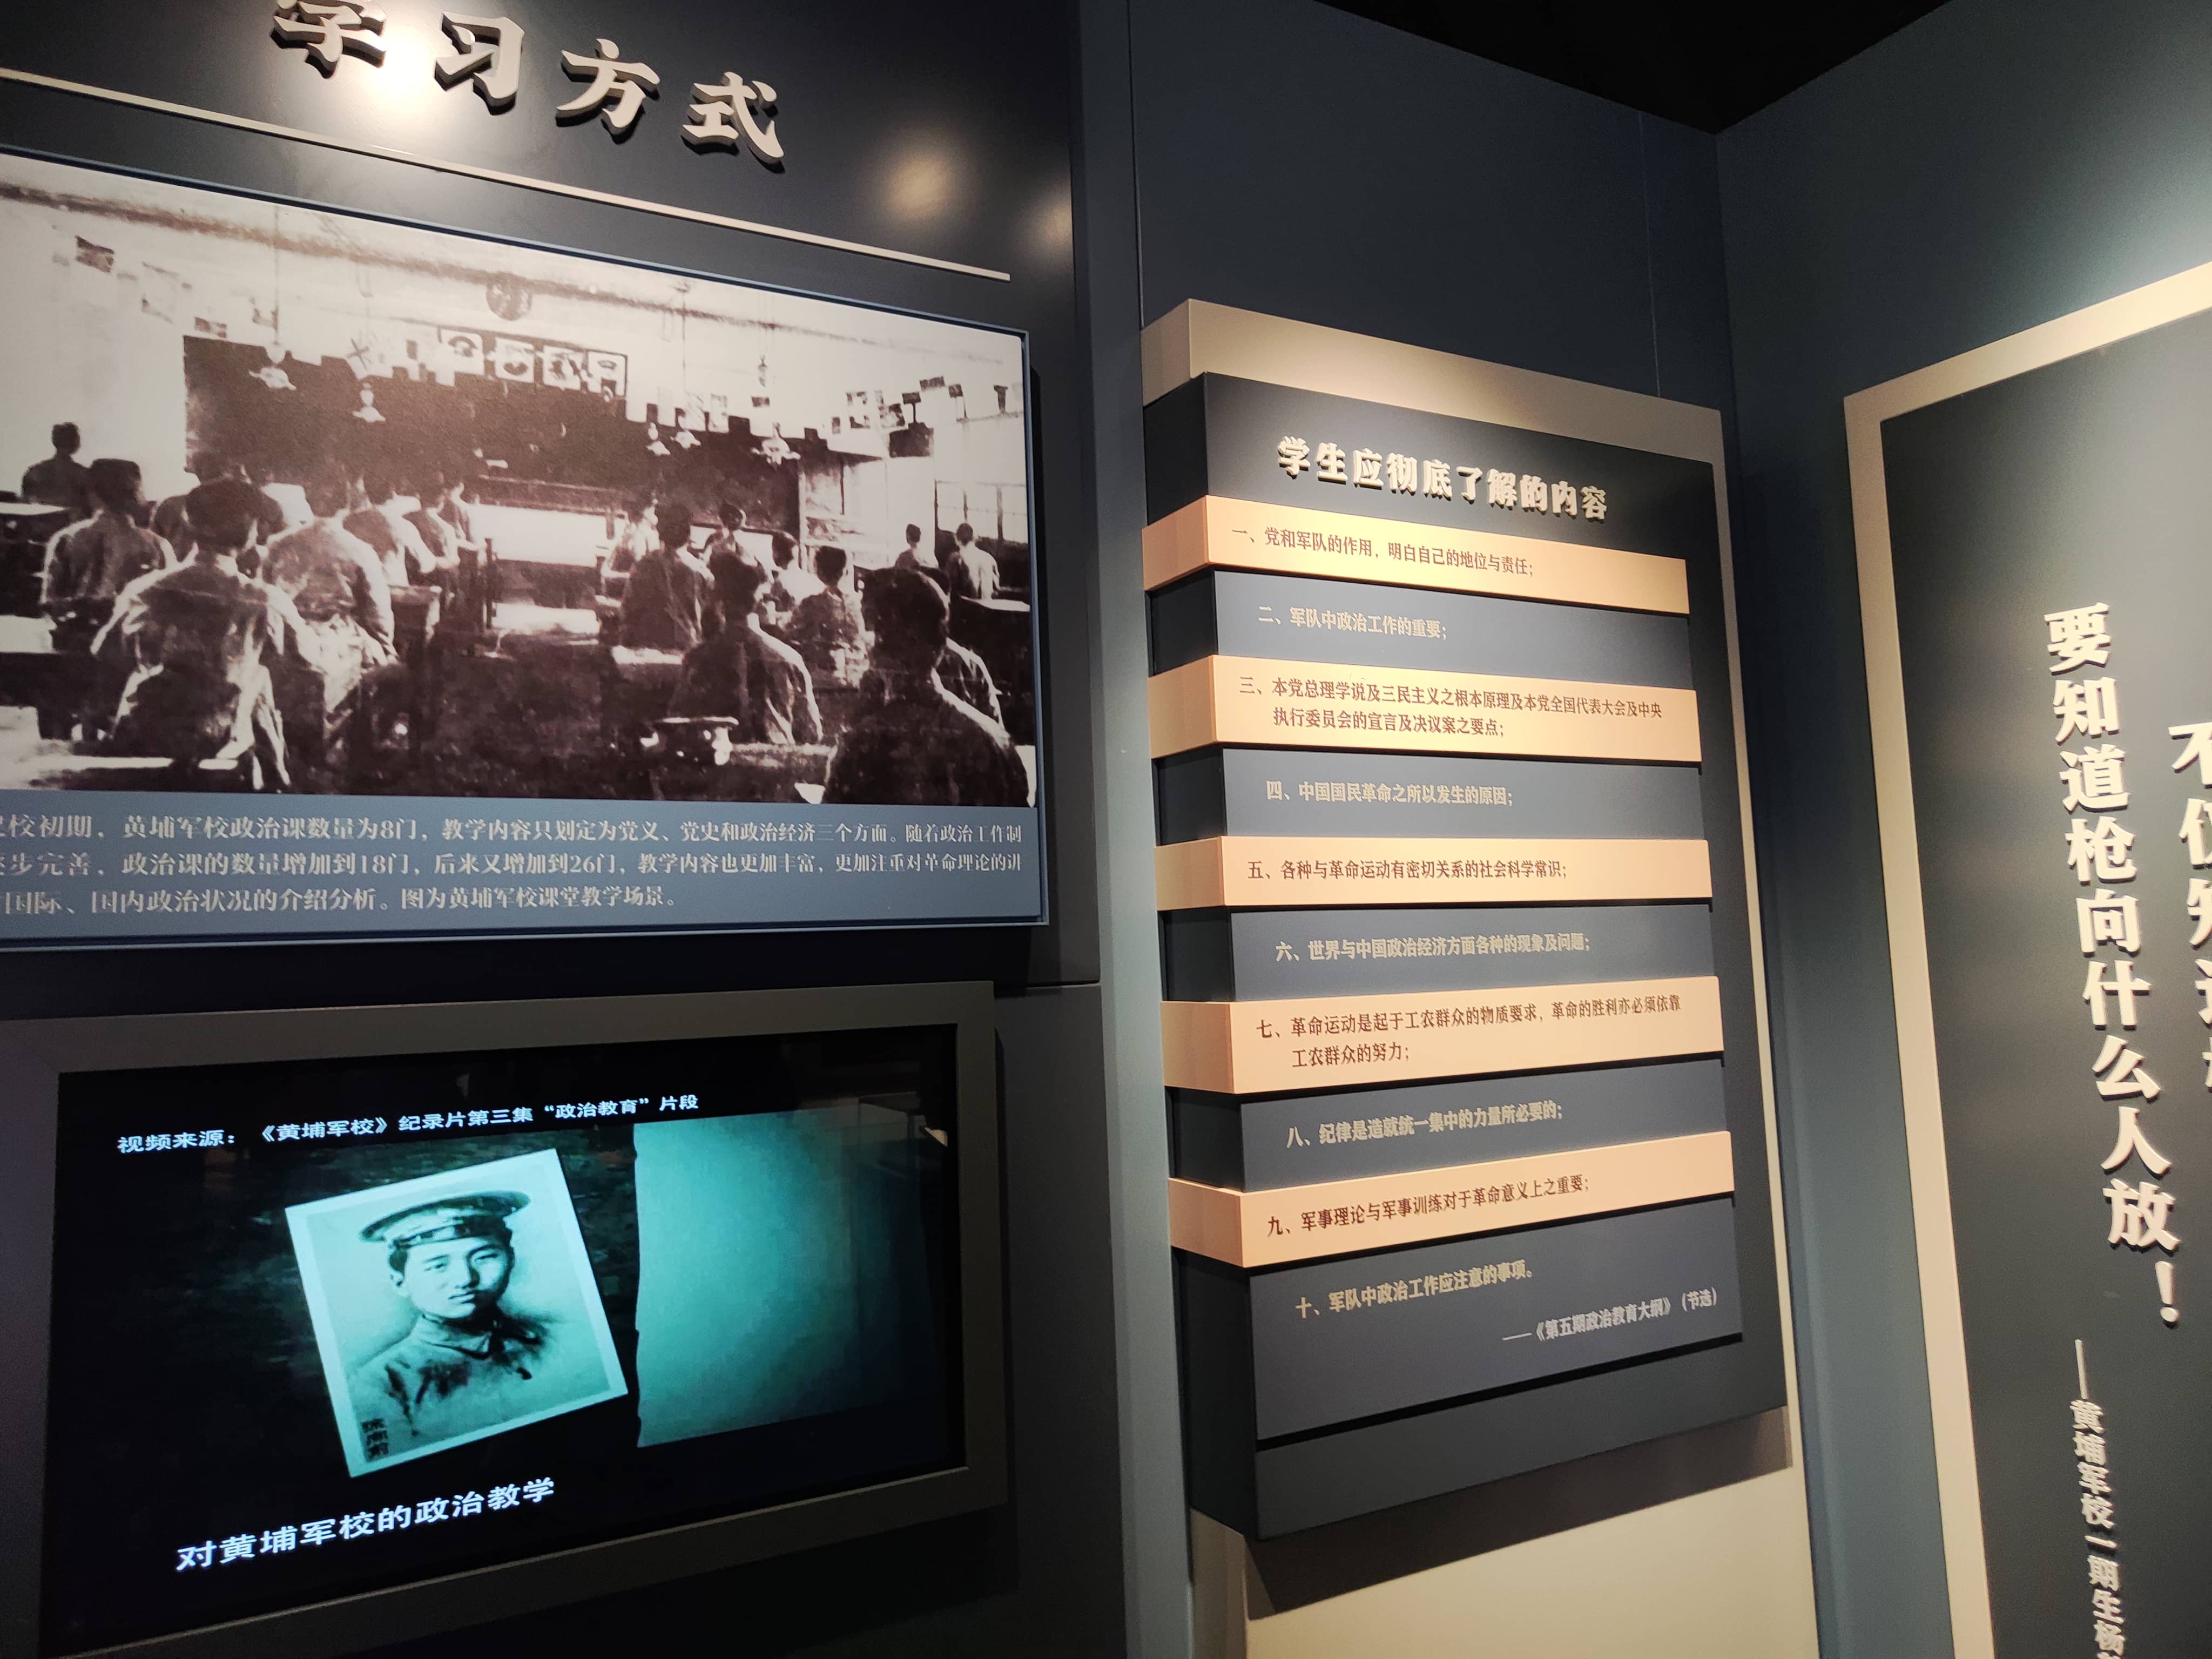 学习方式
校初期，黄埔军校政治课数量为8门，教学内容只划定为党义、党史和政治经济三个方面。随着政治工作制
步完善，政治课的数量增加到18门，后来又增加到26门，教学内容也更加丰富，更加注重对革命理论的讲
国际、国内政治状况的介绍分析。图为黄埔军校课堂教学场景。
视频来源：《黄埔军校》纪录片第三集“政治教育”片段
对黄埔军校的政治教学
学生应彻底了解的内容
一、党和军队的作用，明白自己的地位与责任；
二、军队中政治工作的重要；
三、本党总理学说及三民主义之根本原理及本党全国代表大会及中央
执行委员会的宣言及决议案之要点；
四、中国国民革命之所以发生的原因；
五、各种与革命运动有密切关系的社会科学常识；
六、世界与中国政治经济方面各种的现象及问题；
七、革命运动是起于工农群众的物质要求，革命的胜利亦必须依靠
工农群众的努力；
八、纪律是造就统一集中的力量所必要的；
九、军事理论与军事训练对于革命意义上之重要；
十、军队中政治工作应注意的事项。
——《第五期政治教育大纲》（节选）
不仅知道
要知道枪向什么人放！
——黄埔军校一期生杨